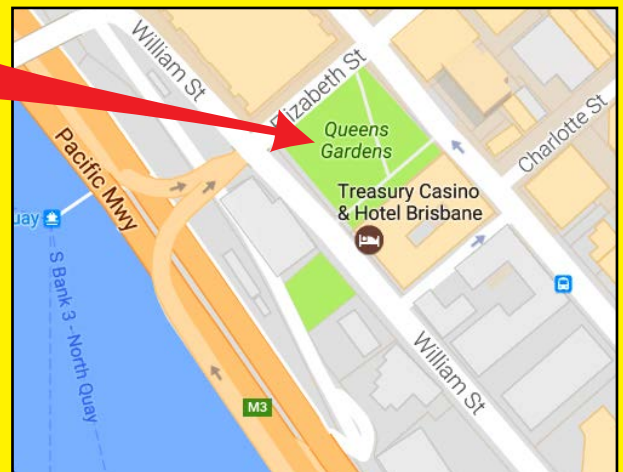 William St
Elizabeth St
Queens
Gardens
Charlotte St
Pacific Mwy
Treasury Casino
& Hotel Brisbane
uay
S Bank 3 - North Quay
William St
M3